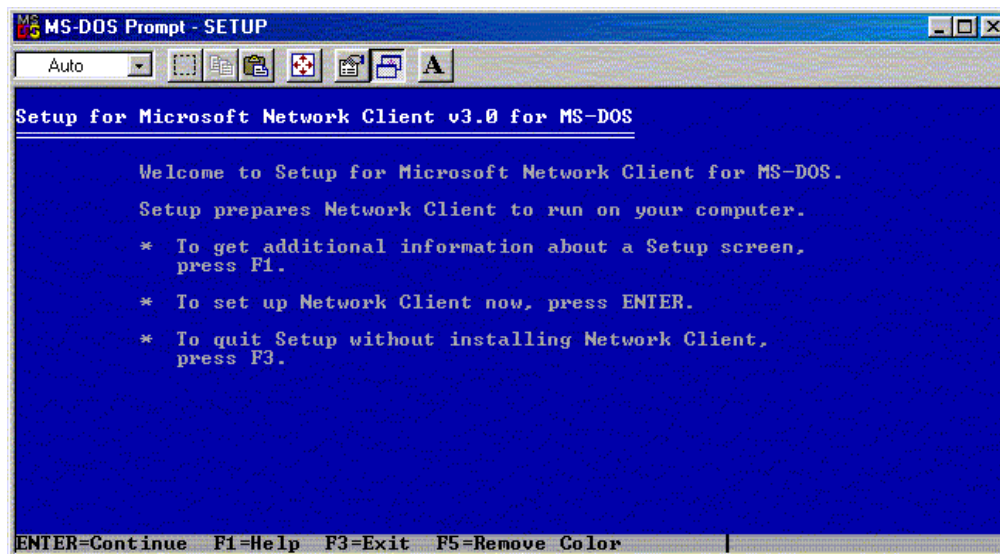 MS-DOS Prompt - SETUP
Auto
A
Setup for Microsoft Network Client v3.0 for MS-DOS
Welcome to Setup for Microsoft Network Client for MS-DOS.
Setup prepares Network Client to run on your computer.
* To get additional information about a Setup screen,
press F1.
* To set up Network Client now, press ENTER.
* To quit Setup without installing Network Client,
press F3.
ENTER=Continue F1=Help F3=Exit F5=Remove Color